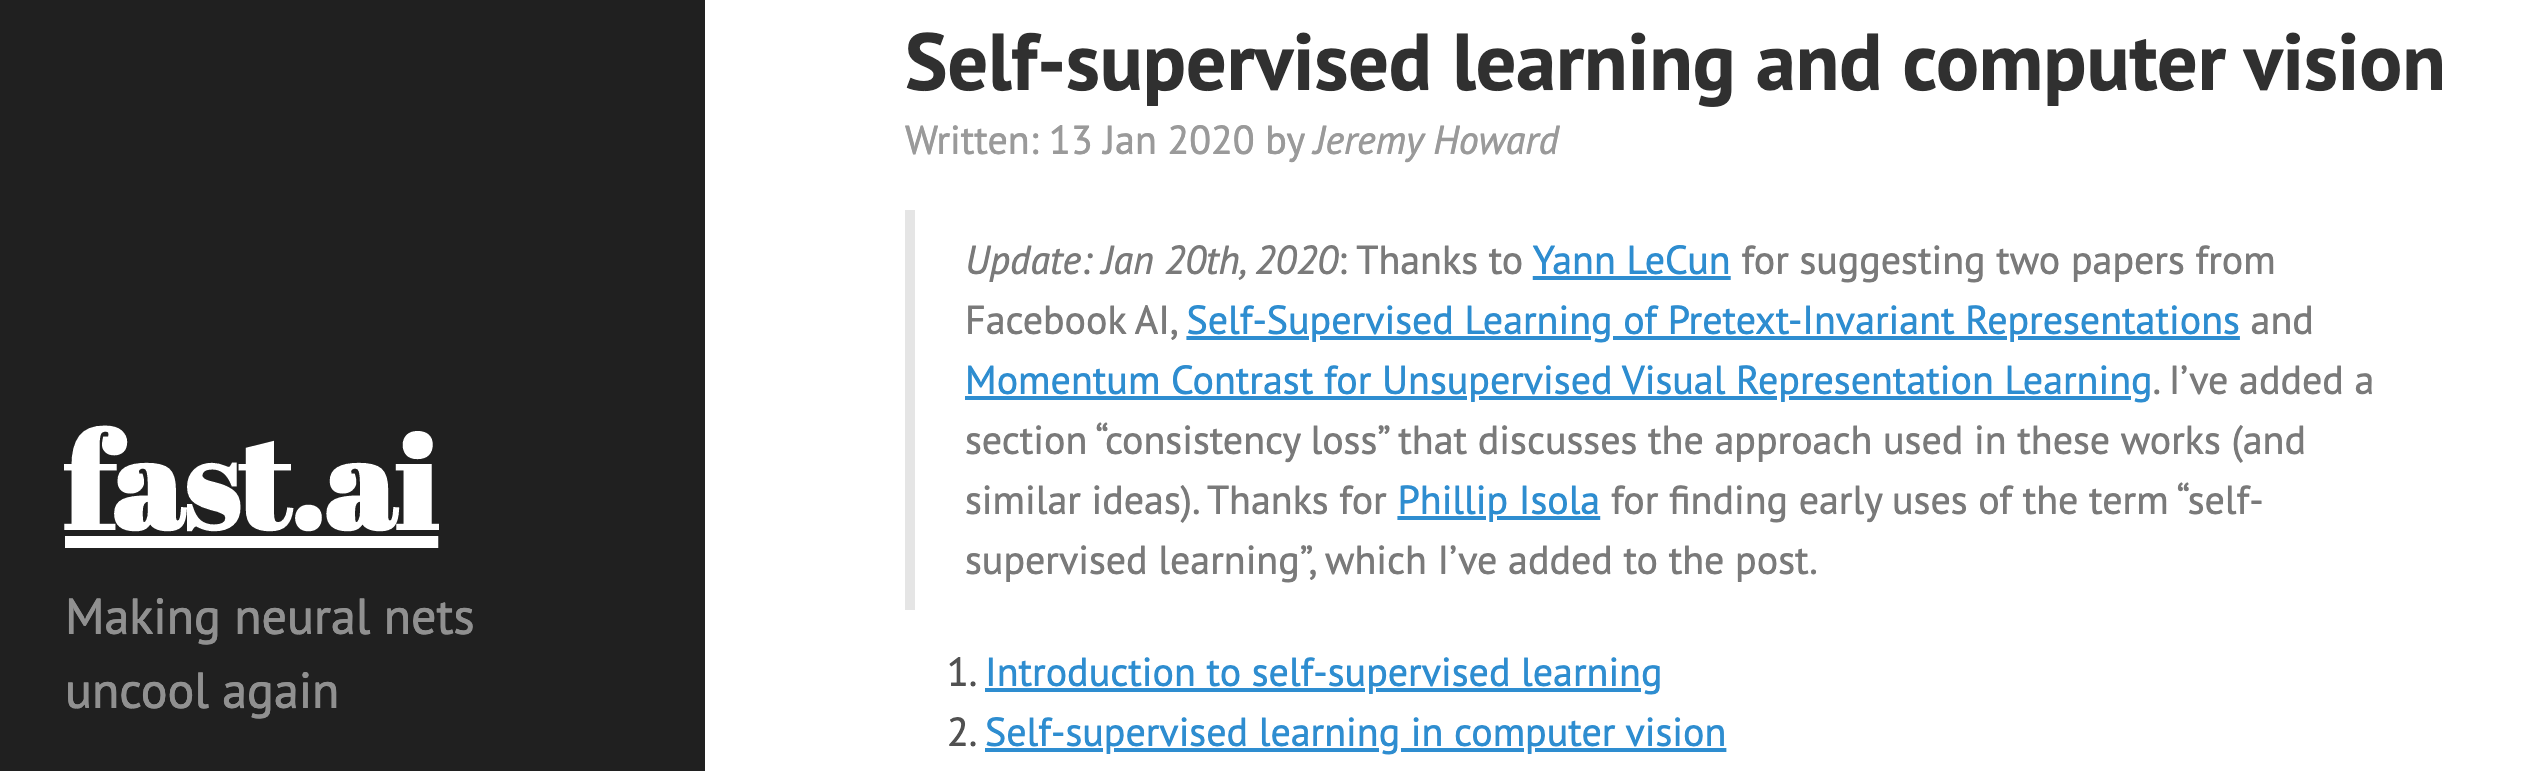 fast.ai
Making neural nets
uncool again
Self-supervised learning and computer vision
Written: 13 Jan 2020 by Jeremy Howard
Update: Jan 20th, 2020: Thanks to Yann LeCun for suggesting two papers from
Facebook AI, Self-Supervised Learning of Pretext-Invariant Representations and
Momentum Contrast for Unsupervised Visual Representation Learning. I’ve added a
section “consistency loss” that discusses the approach used in these works (and
similar ideas). Thanks for Phillip Isola for finding early uses of the term “self-
supervised learning”, which I’ve added to the post.
1. Introduction to self-supervised learning
2. Self-supervised learning in computer vision